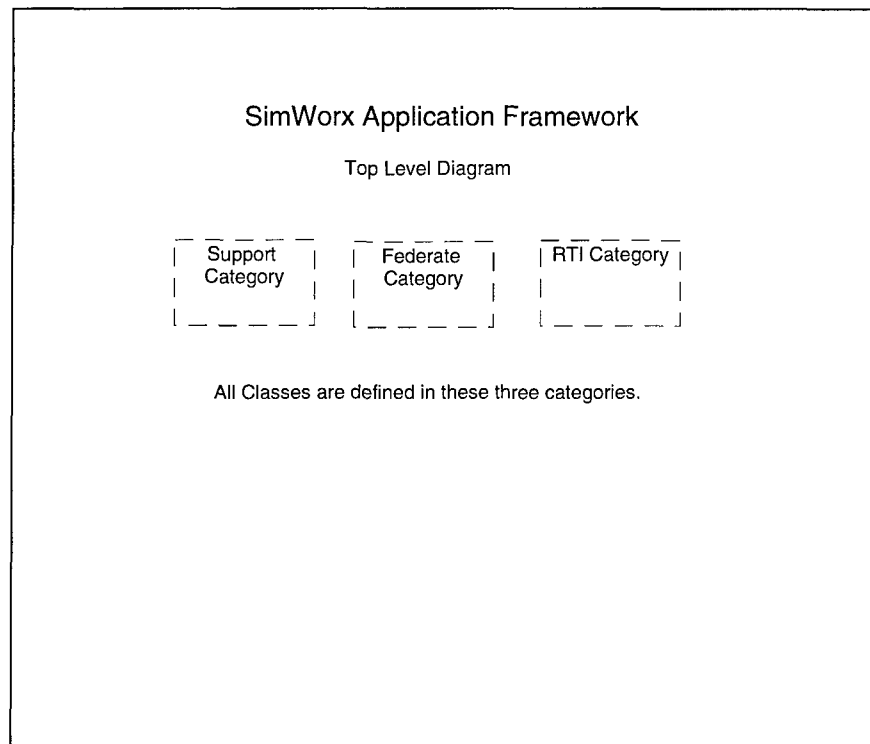 SimWorx Application Framework
Top Level Diagram
Support
Category
Federate
Category
RTI Category
All Classes are defined in these three categories.